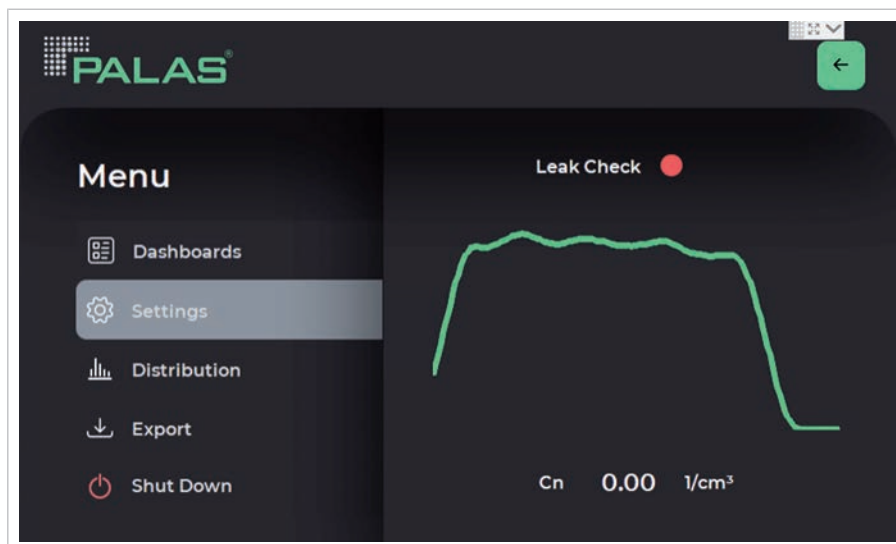 PALAS®
Menu
Dashboards
Settings
Distribution
Export
Shut Down
Leak Check
Cn 0.00 1/cm³